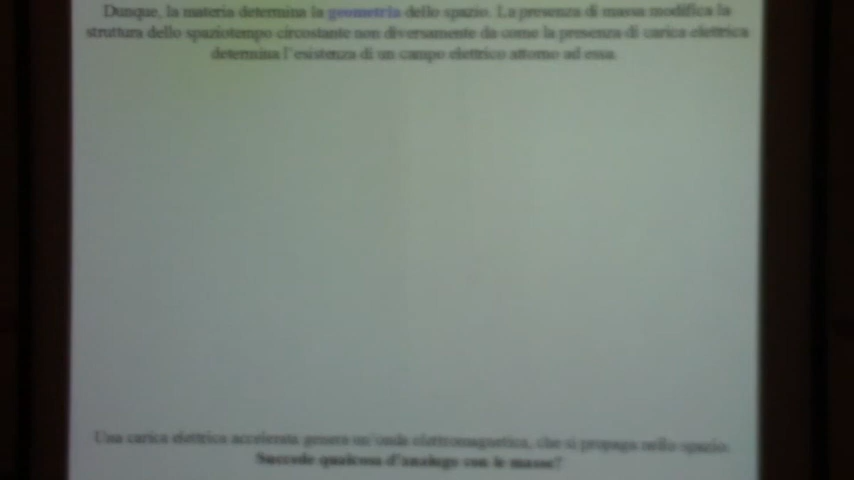 Dunque, la materia determina la geometria dello spazio. La presenza di massa modifica la
struttura dello spaziotempo circostante non diversamente da come la presenza di carica elettrica
determina l'esistenza di un campo elettrico attorno ad essa.
Una carica elettrica accelerata genera un'onda elettromagnetica, che si propaga nello spazio.
Succede qualcosa d'analogo con le masse?